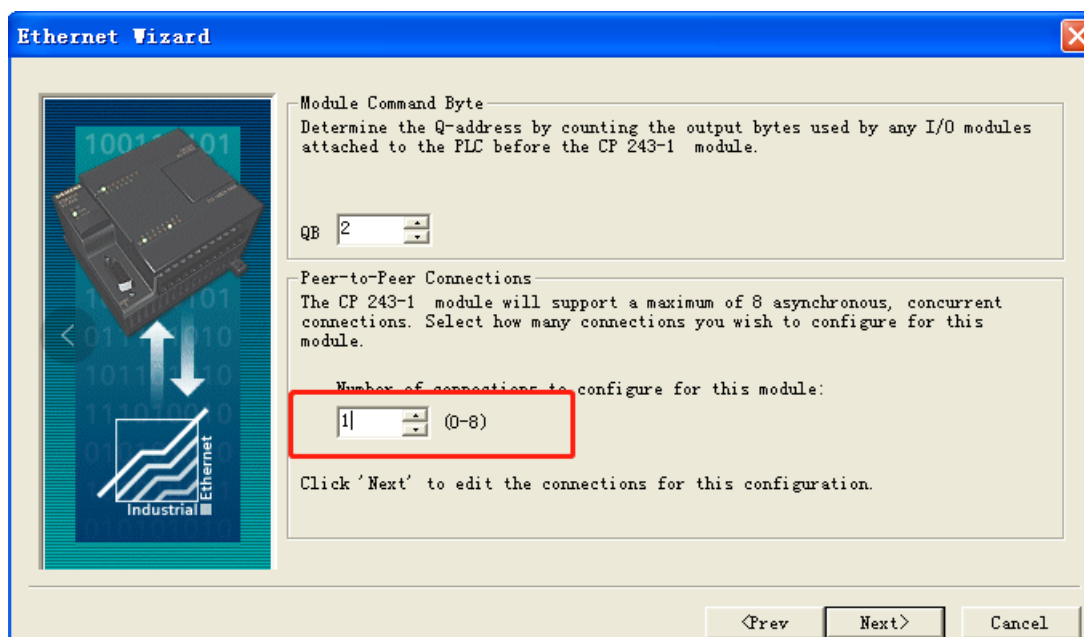 Ethernet Wizard
Module Command Byte
Determine the Q-address by counting the output bytes used by any I/O modules
attached to the PLC before the CP 243-1 module.
QB 2
Peer-to-Peer Connections
The CP 243-1 module will support a maximum of 8 asynchronous, concurrent
connections. Select how many connections you wish to configure for this
module.
Number of connections to configure for this module:
1 (0-8)
Click 'Next' to edit the connections for this configuration.
Industrial
Ethernet
<Prev Next> Cancel